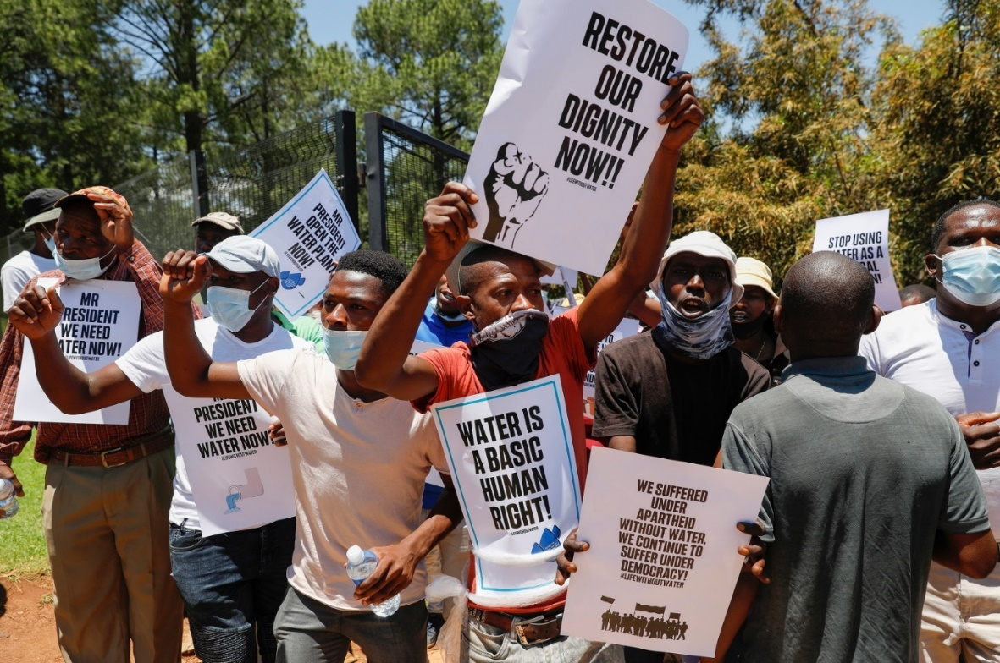 RESTORE
OUR
DIGNITY
NOW!!
#LIFEWITHOUTWATER
MR
PRESIDENT
OPEN THE
WATER PLANT
NOW!
MR
PRESIDENT
WE NEED
WATER NOW!
PRESIDENT
WE NEED
WATER NOW!
#LIFEWITHOUTWATER
WATER IS
A BASIC
HUMAN
RIGHT!
#LIFEWITHOUTWATER
WE SUFFERED
UNDER
APARTHEID
WITHOUT WATER,
WE CONTINUE TO
SUFFER UNDER
DEMOCRACY!
#LIFEWITHOUTWATER
STOP USING
WATER AS A